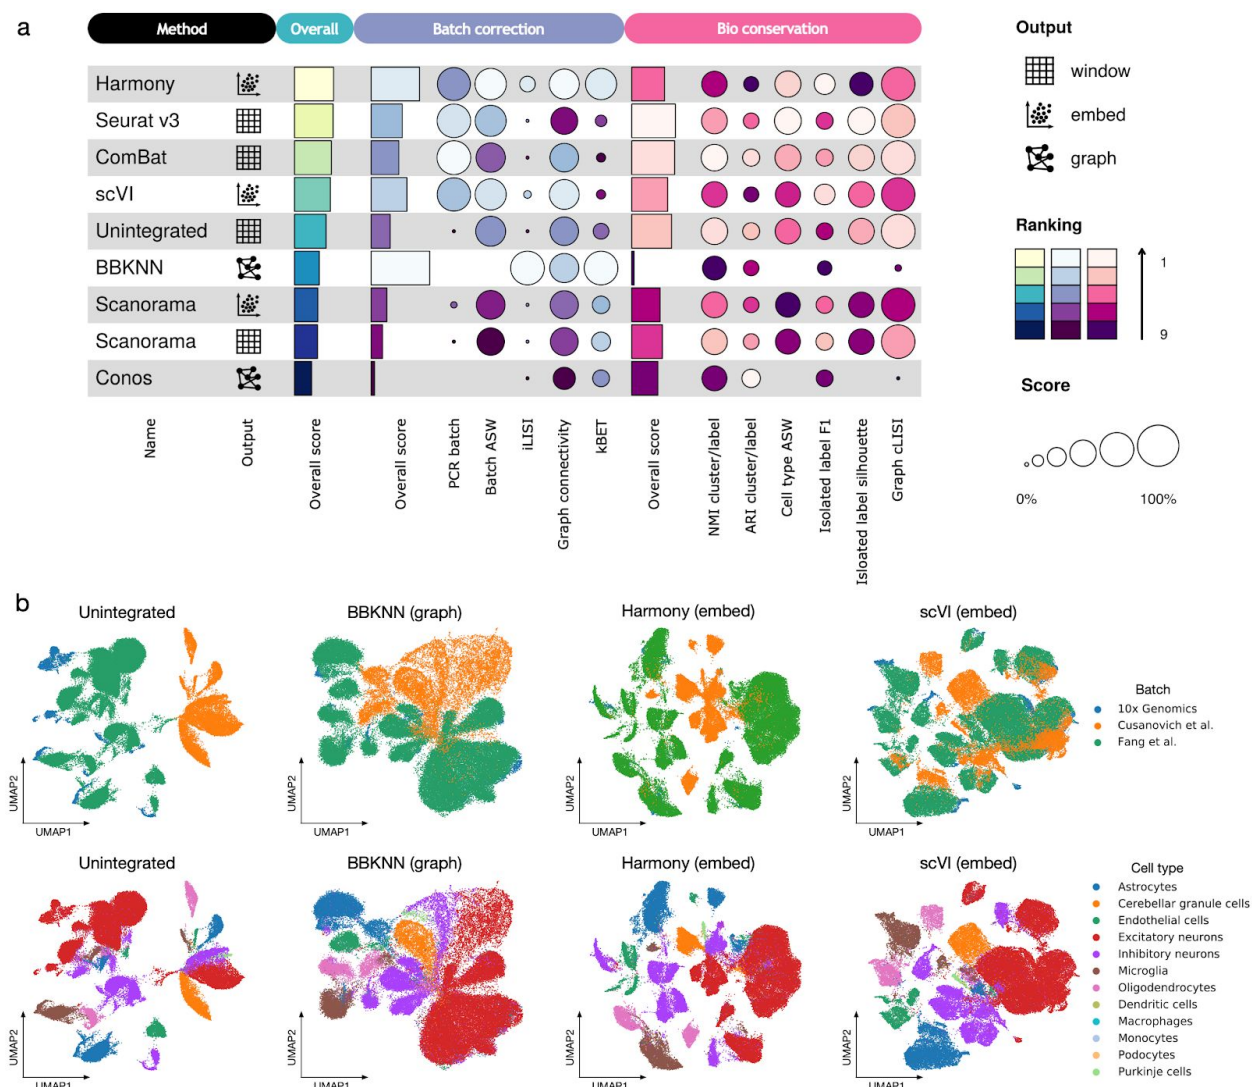 a
Method
Overall
Batch correction
Bio conservation
Harmony
Seurat v3
ComBat
scVI
Unintegrated
BBKNN
Scanorama
Scanorama
Conos
Name
Output
Overall score
Overall score
PCR batch
Batch ASW
iLISI
Graph connectivity
kBET
Overall score
NMI cluster/label
ARI cluster/label
Cell type ASW
Isolated label F1
Isloated label silhouette
Graph cLISI
Output
window
embed
graph
Ranking
1
9
Score
0%
100%
b
Unintegrated
BBKNN (graph)
Harmony (embed)
scVI (embed)
UMAP2
UMAP1
UMAP2
UMAP1
UMAP2
UMAP1
UMAP2
UMAP1
Batch
10x Genomics
Cusanovich et al.
Fang et al.
Unintegrated
BBKNN (graph)
Harmony (embed)
scVI (embed)
UMAP2
UMAP1
UMAP2
UMAP1
UMAP2
UMAP1
UMAP2
UMAP1
Cell type
Astrocytes
Cerebellar granule cells
Endothelial cells
Excitatory neurons
Inhibitory neurons
Microglia
Oligodendrocytes
Dendritic cells
Macrophages
Monocytes
Podocytes
Purkinje cells